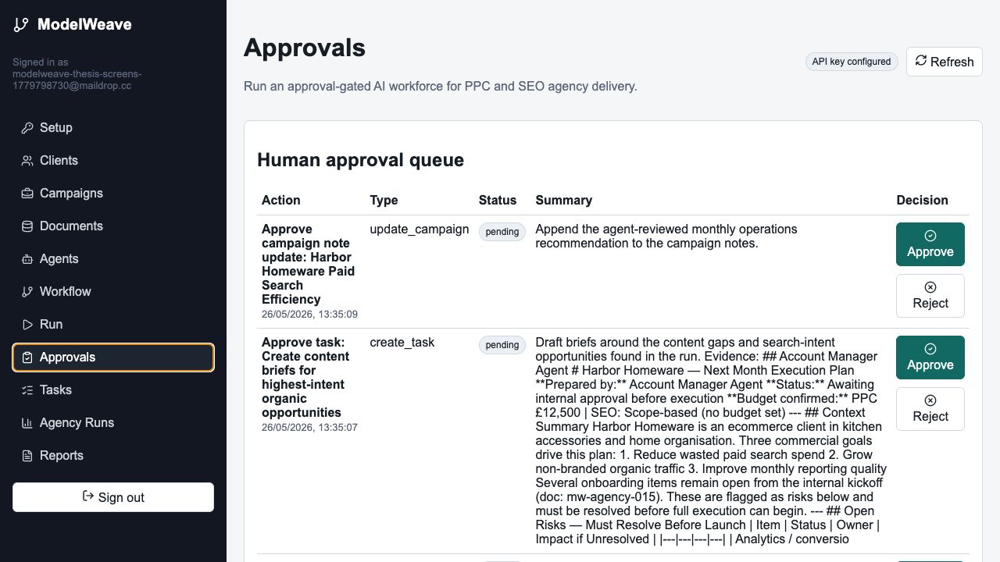 ModelWeave
Signed in as
modelweave-thesis-screens-
1779798730@maildrop.cc
Setup
Clients
Campaigns
Documents
Agents
Workflow
Run
Approvals
Tasks
Agency Runs
Reports
Sign out
Approvals
API key configured
Refresh
Run an approval-gated AI workforce for PPC and SEO agency delivery.
Human approval queue
Action Type Status Summary Decision
Approve
campaign note
update: Harbor
Homeware Paid
Search
Efficiency
26/05/2026, 13:35:09
update_campaign
pending
Append the agent-reviewed monthly operations
recommendation to the campaign notes.
Approve
Reject
Approve task:
Create content
briefs for
highest-intent
organic
opportunities
26/05/2026, 13:35:07
create_task
pending
Draft briefs around the content gaps and search-intent
opportunities found in the run. Evidence: ## Account Manager
Agent # Harbor Homeware — Next Month Execution Plan
**Prepared by:** Account Manager Agent **Status:** Awaiting
internal approval before execution **Budget confirmed:** PPC
£12,500 | SEO: Scope-based (no budget set) --- ## Context
Summary Harbor Homeware is an ecommerce client in kitchen
accessories and home organisation. Three commercial goals
drive this plan: 1. Reduce wasted paid search spend 2. Grow
non-branded organic traffic 3. Improve monthly reporting quality
Several onboarding items remain open from the internal kickoff
(doc: mw-agency-015). These are flagged as risks below and
must be resolved before full execution can begin. --- ## Open
Risks — Must Resolve Before Launch | Item | Status | Owner |
Impact if Unresolved | |---|---|---|---| | Analytics / conversio
Approve
Reject